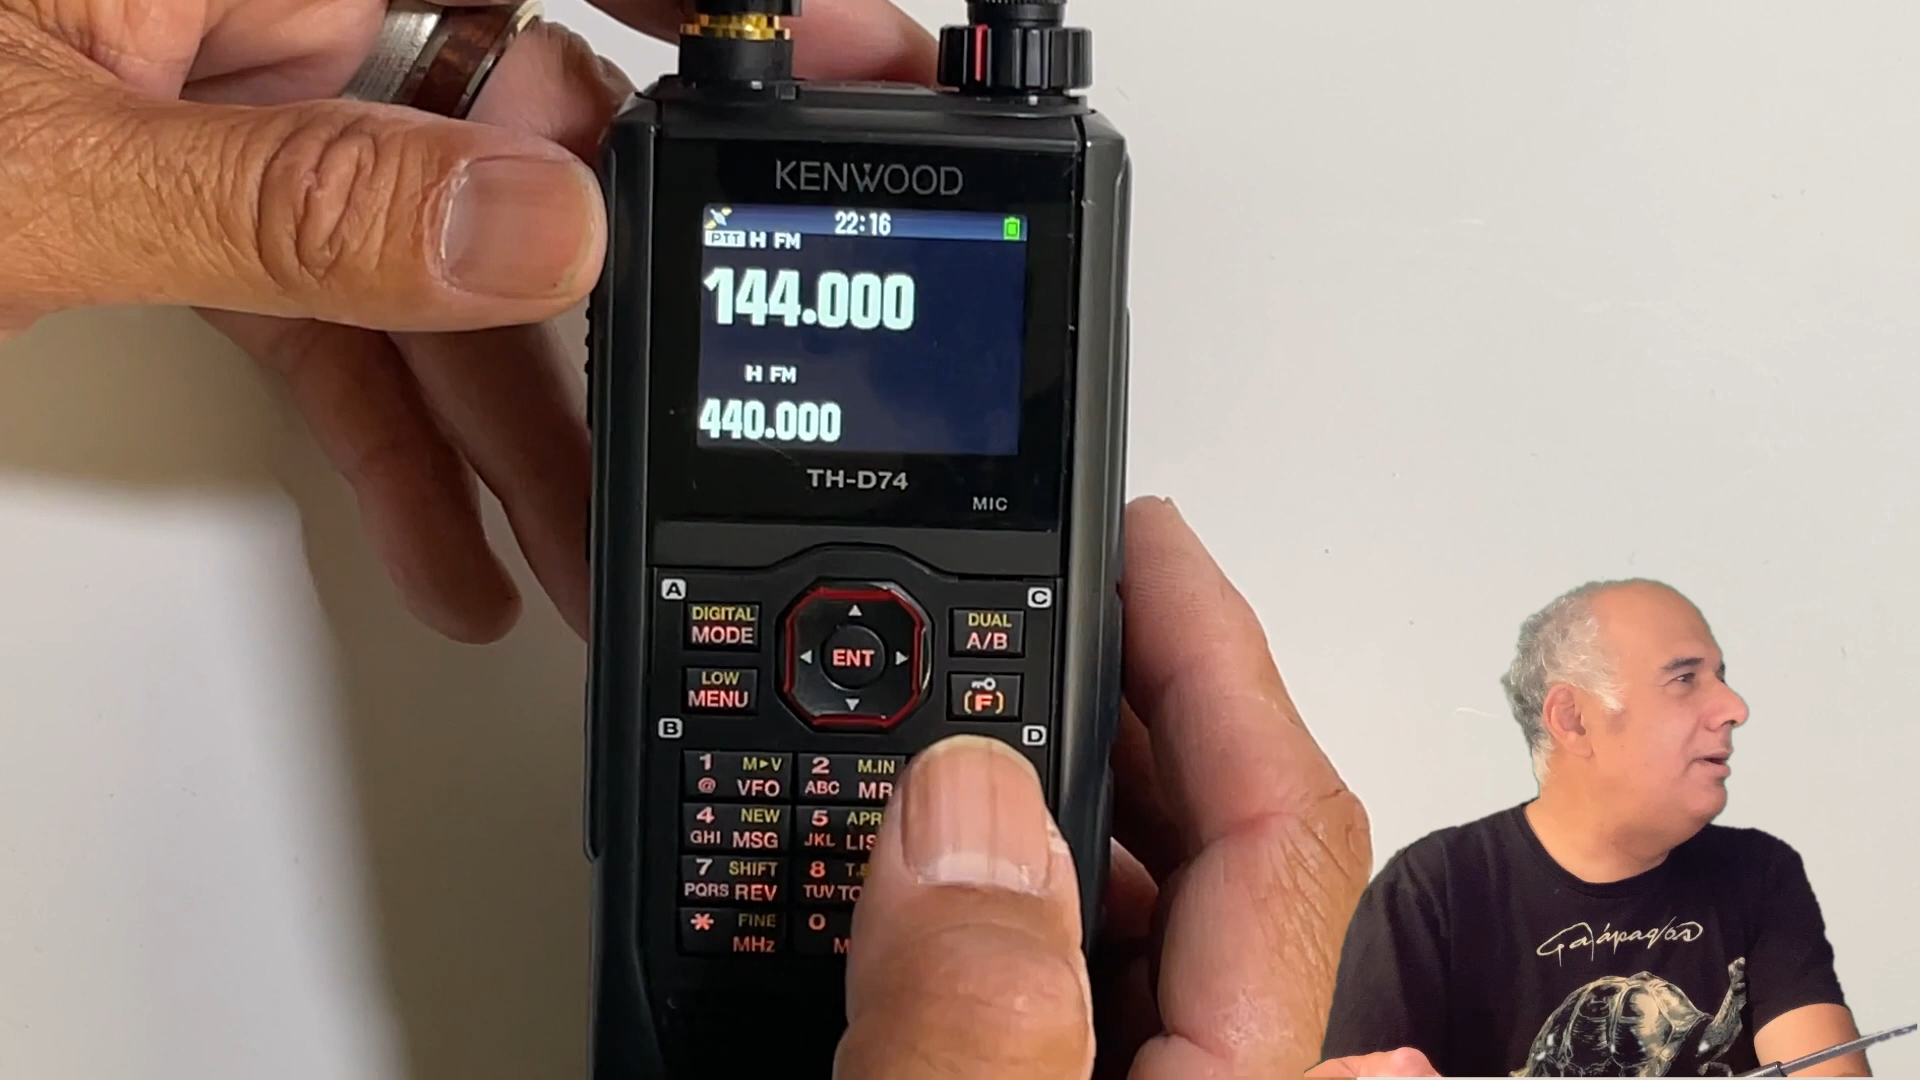 KENWOOD
22:16
PTT H FM
144.000
H FM
440.000
TH-D74
MIC
A
C
DIGITAL
MODE
ENT
DUAL
A/B
LOW
MENU
(F)
B
D
1 M►V
@ VFO
2 M.IN
ABC MR
4 NEW
GHI MSG
5
JKL
7 SHIFT
PQRS REV
8
TUV
* FINE
MHz
0
Galápagos